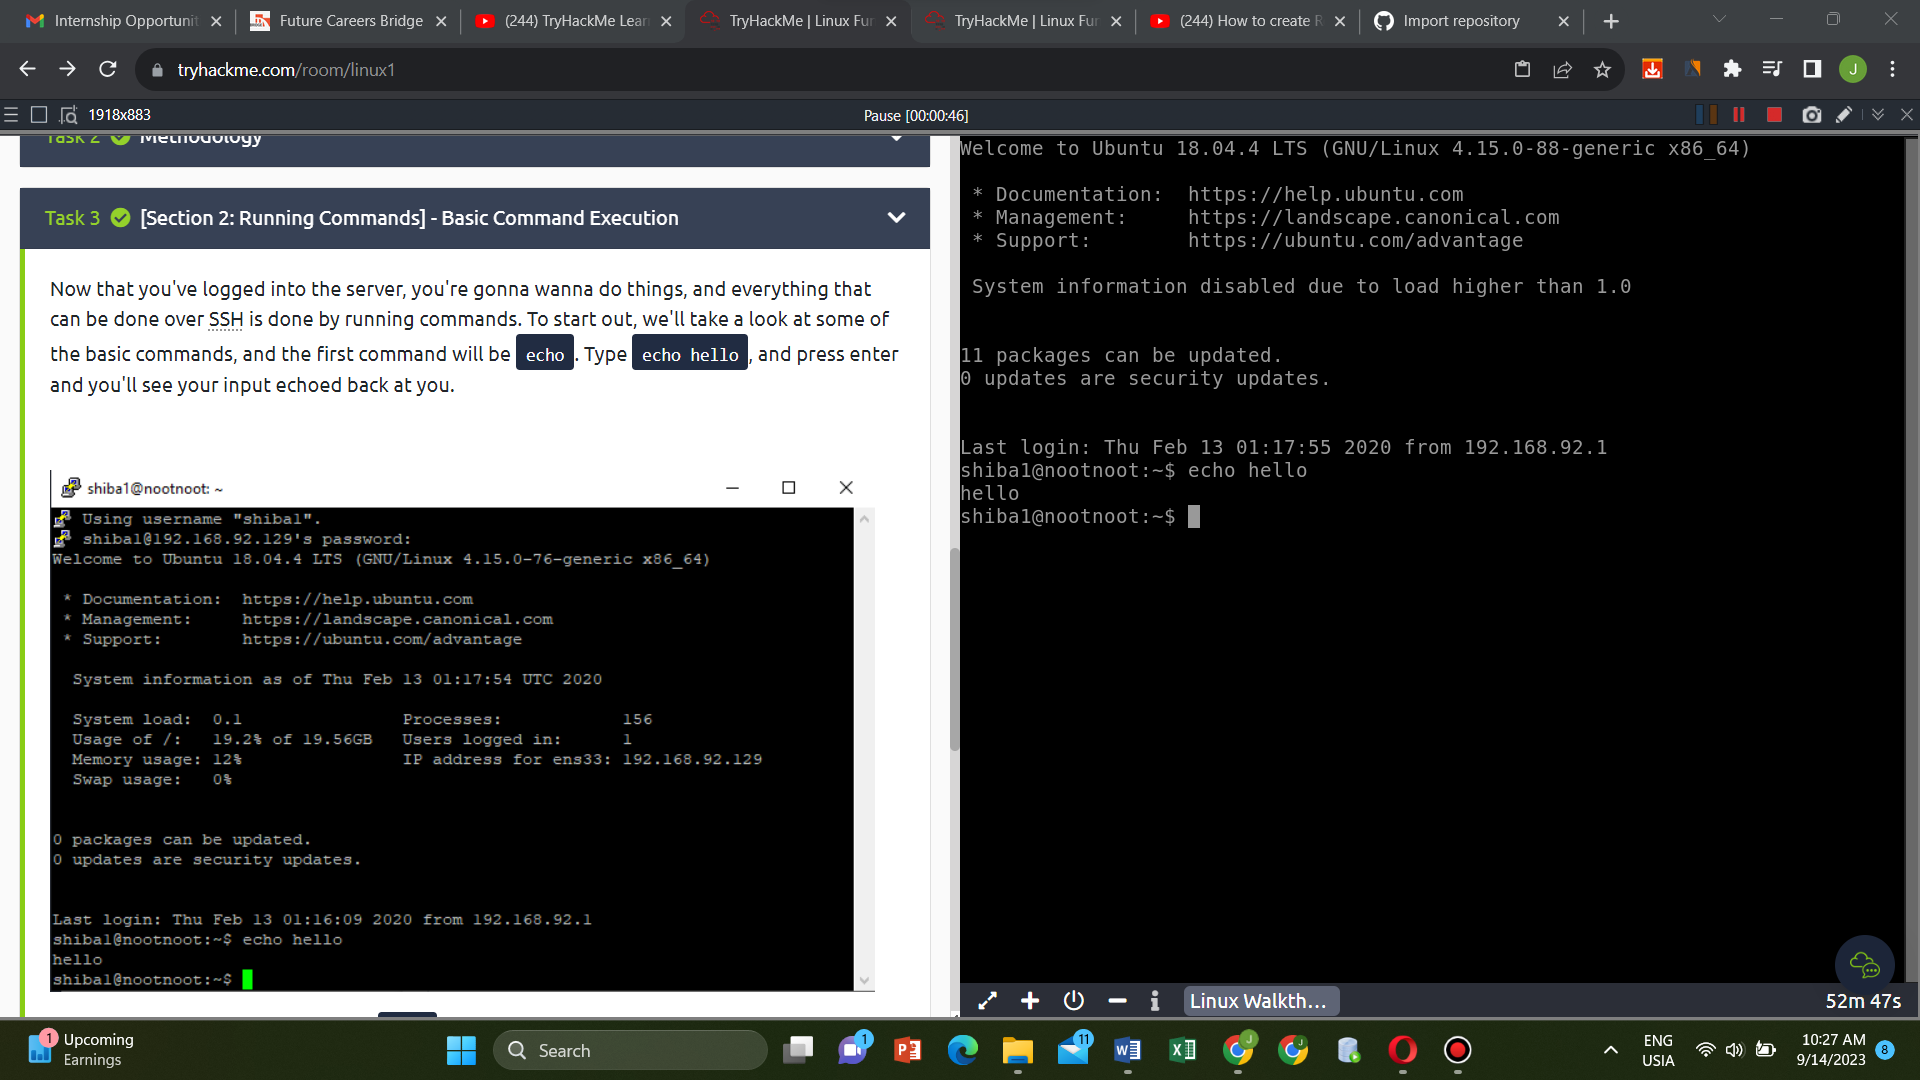 Internship Opportunit
Future Careers Bridge
(244) TryHackMe Lear
TryHackMe | Linux Fur
TryHackMe | Linux Fur
(244) How to create R
Import repository
tryhackme.com/room/linux1
J
1918x883
Pause [00:00:46]
Task 2 Methodology
Task 3 [Section 2: Running Commands] - Basic Command Execution
Now that you've logged into the server, you're gonna wanna do things, and everything that
can be done over SSH is done by running commands. To start out, we'll take a look at some of
the basic commands, and the first command will be echo . Type echo hello , and press enter
and you'll see your input echoed back at you.
shiba1@nootnoot: ~
Using username "shiba1".
shiba1@192.168.92.129's password:
Welcome to Ubuntu 18.04.4 LTS (GNU/Linux 4.15.0-76-generic x86_64)
* Documentation: https://help.ubuntu.com
* Management: https://landscape.canonical.com
* Support: https://ubuntu.com/advantage
System information as of Thu Feb 13 01:17:54 UTC 2020
System load: 0.1 Processes: 156
Usage of /: 19.2% of 19.56GB Users logged in: 1
Memory usage: 12% IP address for ens33: 192.168.92.129
Swap usage: 0%
0 packages can be updated.
0 updates are security updates.
Last login: Thu Feb 13 01:16:09 2020 from 192.168.92.1
shiba1@nootnoot:~$ echo hello
hello
shiba1@nootnoot:~$
Welcome to Ubuntu 18.04.4 LTS (GNU/Linux 4.15.0-88-generic x86_64)
* Documentation: https://help.ubuntu.com
* Management: https://landscape.canonical.com
* Support: https://ubuntu.com/advantage
System information disabled due to load higher than 1.0
11 packages can be updated.
0 updates are security updates.
Last login: Thu Feb 13 01:17:55 2020 from 192.168.92.1
shiba1@nootnoot:~$ echo hello
hello
shiba1@nootnoot:~$
Linux Walkth...
52m 47s
1
Upcoming
Earnings
Search
1
11
J
J
ENG
USIA
10:27 AM
9/14/2023
8